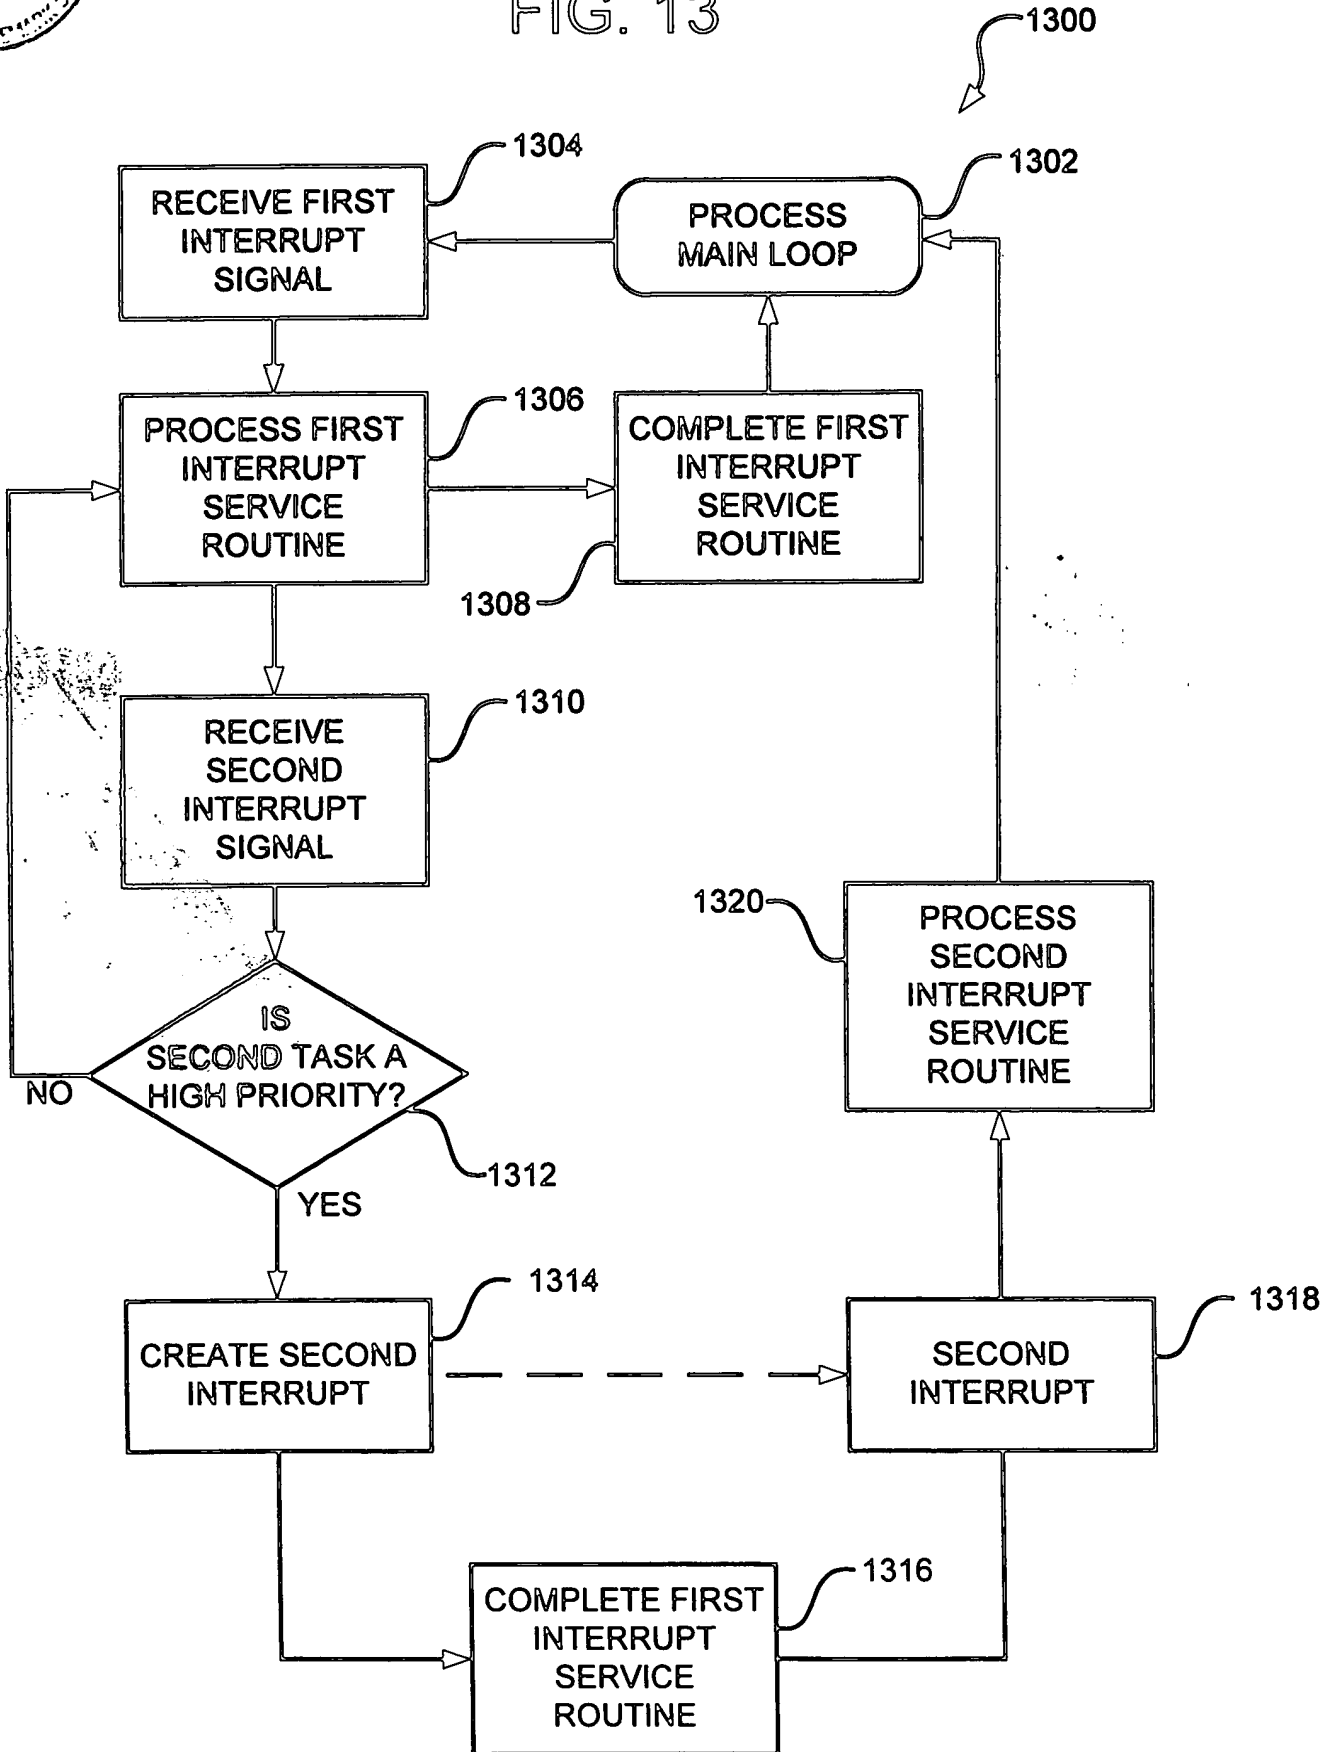 FIG. 13
1300
1304
RECEIVE FIRST
INTERRUPT
SIGNAL
1302
PROCESS
MAIN LOOP
1306
PROCESS FIRST
INTERRUPT
SERVICE
ROUTINE
COMPLETE FIRST
INTERRUPT
SERVICE
ROUTINE
1308
1310
RECEIVE
SECOND
INTERRUPT
SIGNAL
1320
PROCESS
SECOND
INTERRUPT
SERVICE
ROUTINE
IS
SECOND TASK A
HIGH PRIORITY?
NO
1312
YES
1314
CREATE SECOND
INTERRUPT
1318
SECOND
INTERRUPT
1316
COMPLETE FIRST
INTERRUPT
SERVICE
ROUTINE